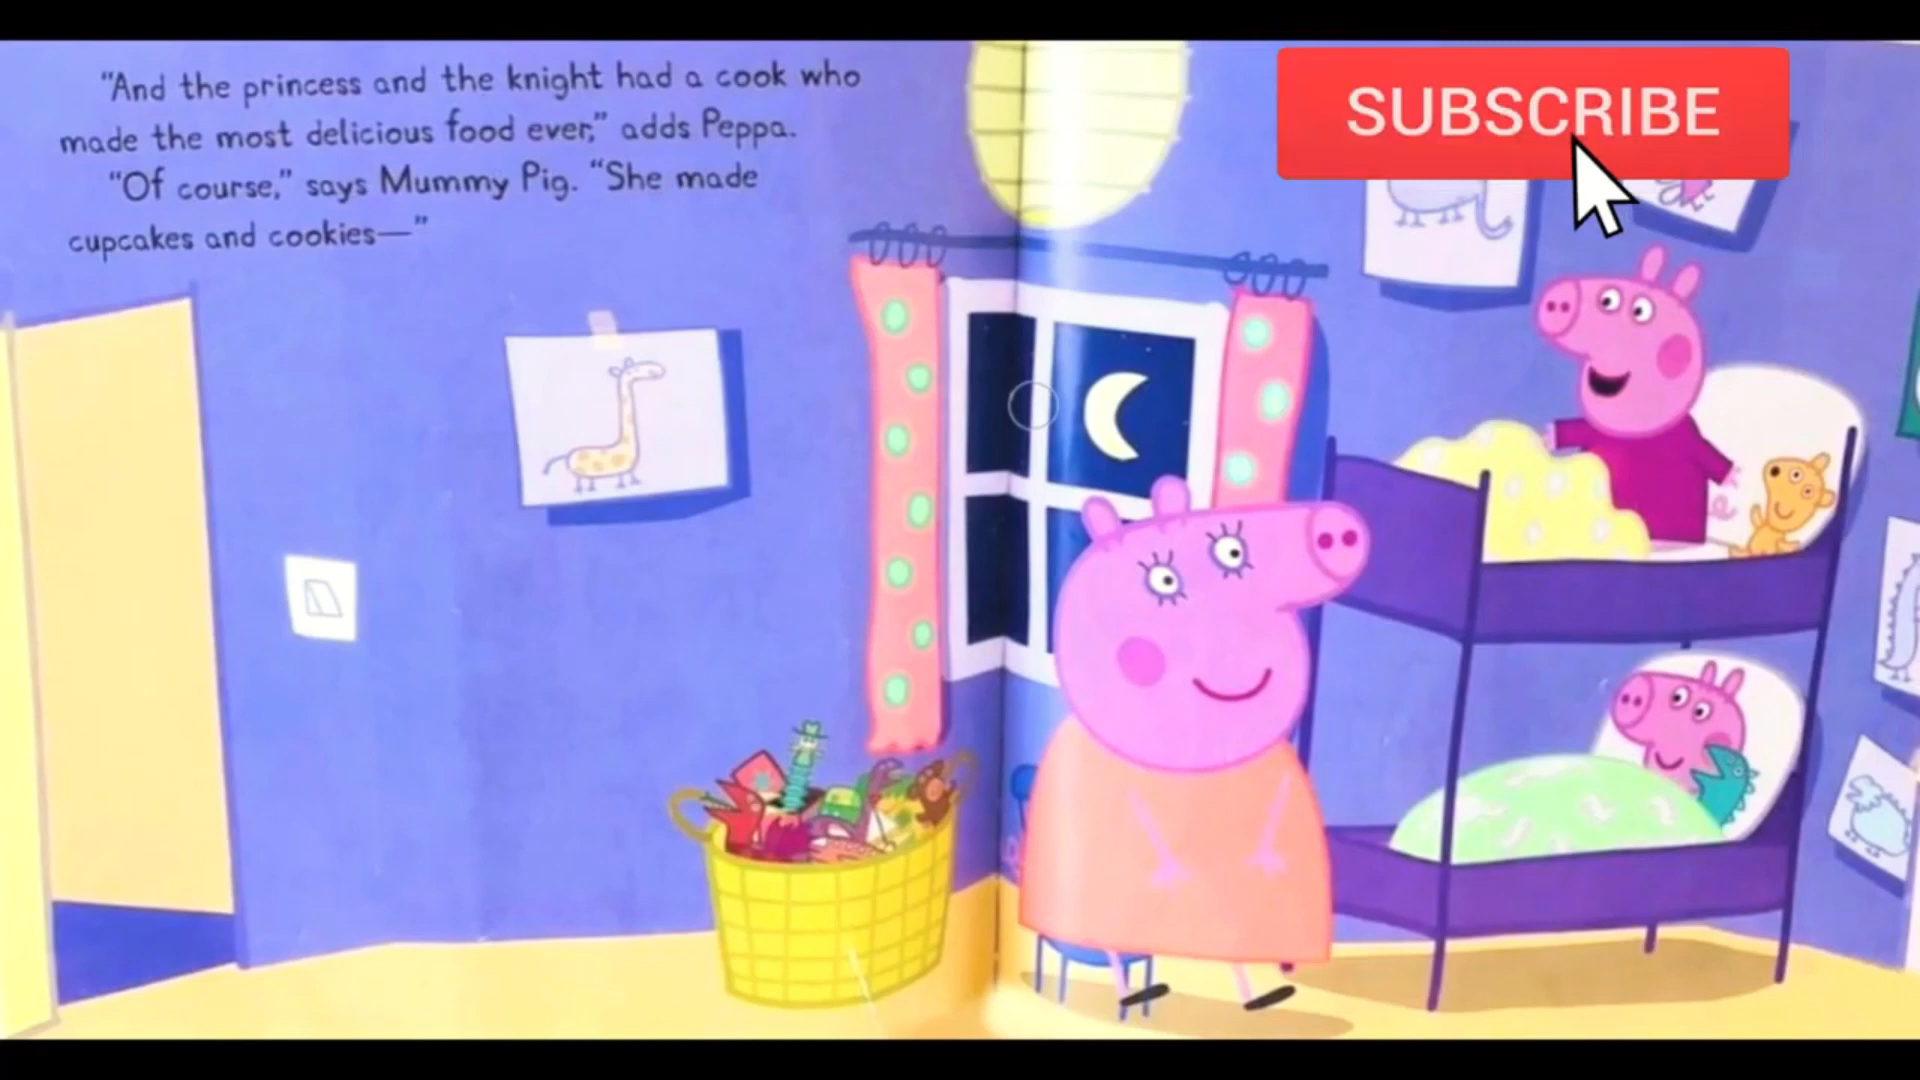 “And the princess and the knight had a cook who
made the most delicious food ever,” adds Peppa.
“Of course,” says Mummy Pig. “She made
cupcakes and cookies—”
SUBSCRIBE